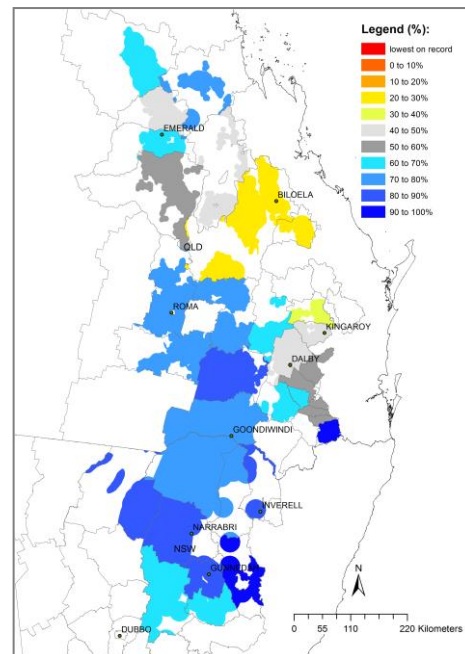 Legend (%):
lowest on record
0 to 10%
10 to 20%
20 to 30%
30 to 40%
40 to 50%
50 to 60%
60 to 70%
70 to 80%
80 to 90%
90 to 100%
EMERALD
BILOELA
QLD
ROMA
KINGAROY
DALBY
GOONDIWINDI
INVERELL
NARRABRI
NSW
GUNNEDAH
DUBBO
N
0 55 110 220 Kilometers